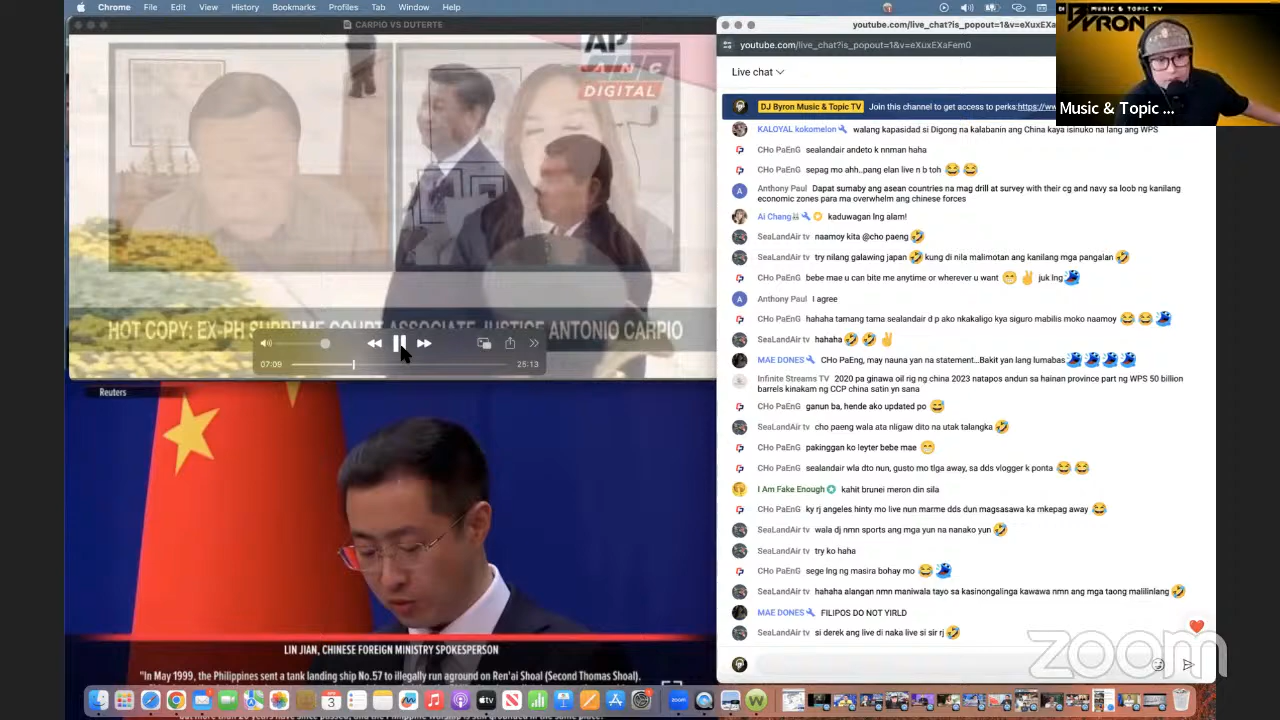 Chrome File Edit View History Bookmarks Profiles Tab Window Help
CARPIO VS DUTERTE
ANC
DIGITAL
HOT COPY: EX-PH SUPREME COURT ASSOCIATE JUSTICE ANTONIO CARPIO
07:09
25:13
Reuters
LIN JIAN, CHINESE FOREIGN MINISTRY SPOKESPERSON
"In May 1999, the Philippines sent a tank landing ship No.57 to illegally run aground on Ren'ai Shoal (Second Thomas Shoal).
youtube.com/live_chat?is_popout=1&v=eXuxEXa
youtube.com/live_chat?is_popout=1&v=eXuxEXaFem0
Live chat
DJ Byron Music & Topic TV Join this channel to get access to perks:https://ww
KALOYAL kokomelon walang kapasidad si Digong na kalabanin ang China kaya isinuko na lang ang WPS
CHo PaEnG sealandair andeto k nnman haha
CHo PaEnG sepag mo ahh..pang elan live n b toh 😂 😂
A Anthony Paul Dapat sumaby ang asean countries na mag drill at survey with their cg and navy sa loob ng kanilang
economic zones para ma overwhelm ang chinese forces
Ai Chang kaduwagan lng alam!
SeaLandAir tv naamoy kita @cho paeng 🤣
SeaLandAir tv try nilang galawing japan 🤣 kung di nila malimotan ang kanilang mga pangalan 🤣
CHo PaEnG bebe mae u can bite me anytime or wherever u want 😁 ✌ juk lng
A Anthony Paul I agree
CHo PaEnG hahaha tamang tama sealandair d p ako nkakaligo kya siguro mabilis moko naamoy 😂 😂
SeaLandAir tv hahaha 🤣 🤣 ✌
MAE DONES CHo PaEng, may nauna yan na statement...Bakit yan lang lumabas
Infinite Streams TV 2020 pa ginawa oil rig ng china 2023 natapos andun sa hainan province part ng WPS 50 billion
barrels kinakam ng CCP china satin yn sana
CHo PaEnG ganun ba, hende ako updated po 😅
SeaLandAir tv cho paeng wala ata nligaw dito na utak talangka 🤣
CHo PaEnG pakinggan ko leyter bebe mae 😁
CHo PaEnG sealandair wla dto nun, gusto mo tlga away, sa dds vlogger k ponta 😂 😂
I Am Fake Enough kahit brunei meron din sila
CHo PaEnG ky rj angeles hinty mo live nun marme dds dun magsasawa ka mkepag away 😂
SeaLandAir tv wala dj nmn sports ang mga yun na nanako yun 🤣
SeaLandAir tv try ko haha
CHo PaEnG sege lng ng masira bohay mo 😂
SeaLandAir tv hahaha alangan nmn maniwala tayo sa kasinongalinga kawawa nmn ang mga taong malilinlang 🤣
MAE DONES FILIPOS DO NOT YIRLD
SeaLandAir tv si derek ang live di naka live si sir rj 🤣
MUSIC & TOPIC TV
BYRON
Music & Topic ...
zoom